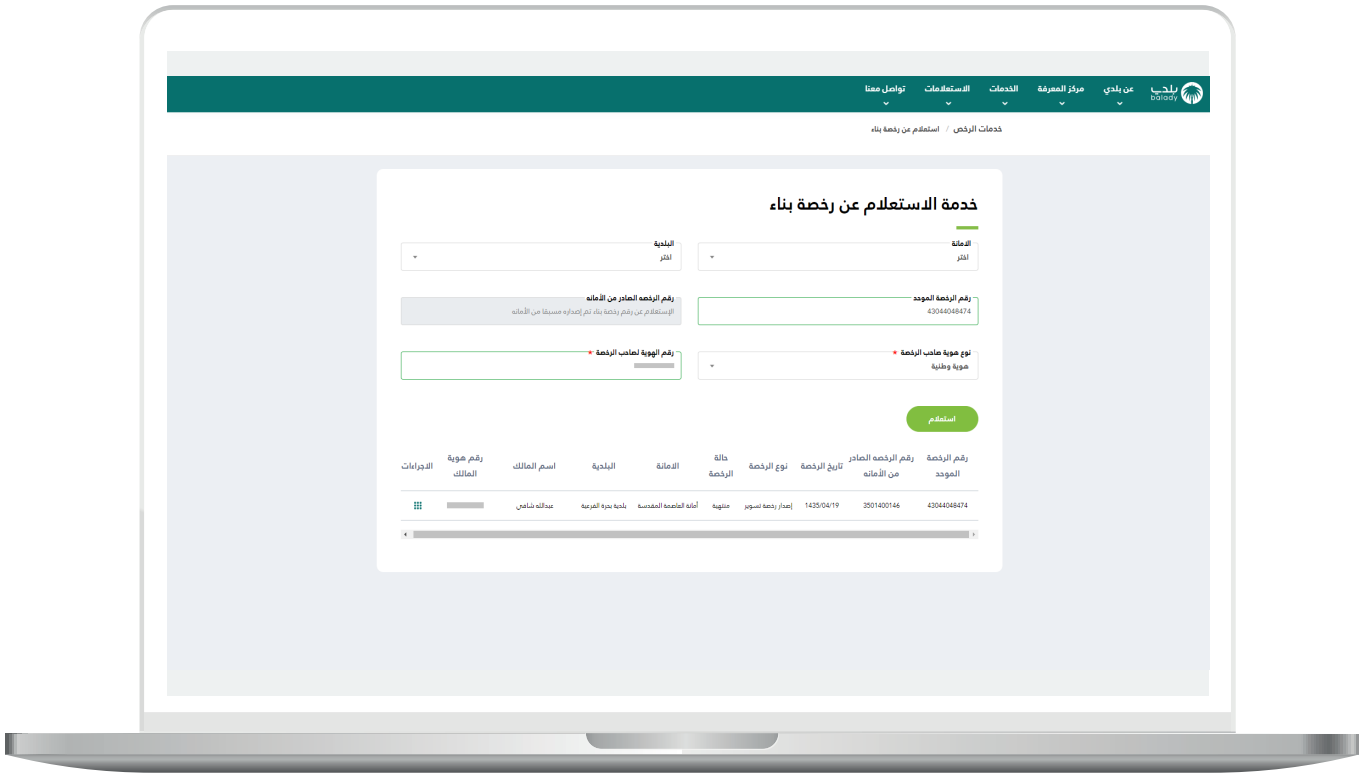 بلدي
balady
عن بلدي
مركز المعرفة
الخدمات
الاستعلامات
تواصل معنا
خدمات الرخص / استعلام عن رخصة بناء
خدمة الاستعلام عن رخصة بناء
الامانة
اختر
البلدية
اختر
رقم الرخصة الموحد
43044048474
رقم الرخصه الصادر من الأمانه
الإستعلام عن رقم رخصة بناء تم إصداره مسبقا من الأمانه
نوع هوية صاحب الرخصة *
هوية وطنية
رقم الهوية لصاحب الرخصة *
استعلام
رقم الرخصة الموحد
رقم الرخصه الصادر من الأمانه
تاريخ الرخصة
نوع الرخصة
حالة الرخصة
الامانة
البلدية
اسم المالك
رقم هوية المالك
الاجراءات
43044048474
3501400146
1435/04/19
إصدار رخصة تسوير
منتهية
أمانة العاصمة المقدسة
بلدية بحرة الفرعية
عبدالله شافي